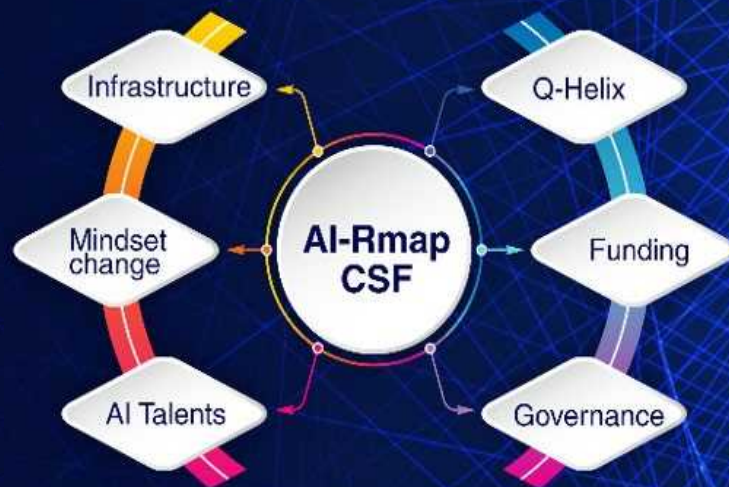 Infrastructure
Q-Helix
Mindset
change
AI-Rmap
CSF
Funding
AI Talents
Governance